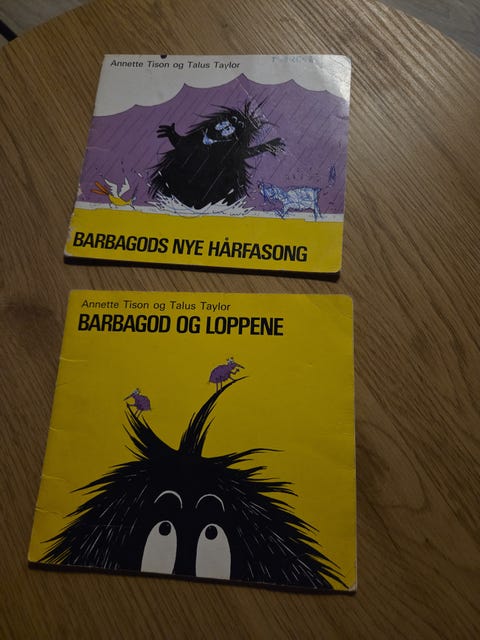 Annette Tison og Talus Taylor
BARBAGODS NYE HÅRFASONG
Annette Tison og Talus Taylor
BARBAGOD OG LOPPENE